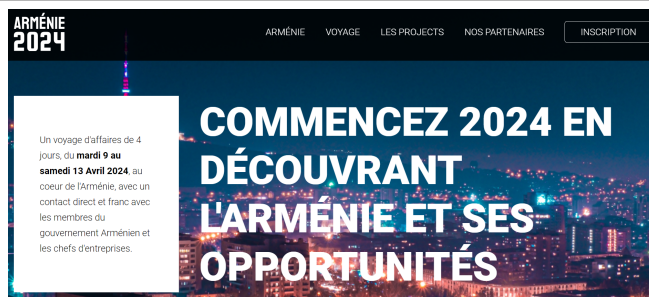 ARMÉNIE
2024
ARMÉNIE VOYAGE LES PROJECTS NOS PARTENAIRES INSCRIPTION
Un voyage d'affaires de 4
jours, du mardi 9 au
samedi 13 Avril 2024, au
coeur de l'Arménie, avec un
contact direct et franc avec
les membres du
gouvernement Arménien et
les chefs d'entreprises.
COMMENCEZ 2024 EN
DÉCOUVRANT
L'ARMÉNIE ET SES
OPPORTUNITÉS